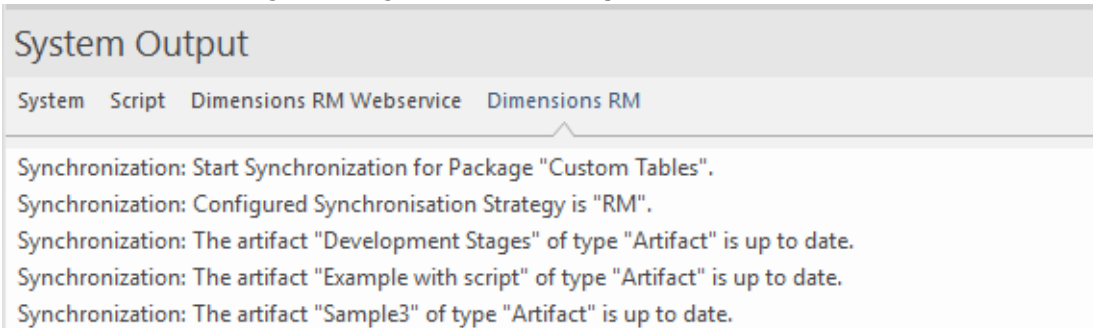 System Output
System Script Dimensions RM Webservice Dimensions RM
Synchronization: Start Synchronization for Package "Custom Tables".
Synchronization: Configured Synchronisation Strategy is "RM".
Synchronization: The artifact "Development Stages" of type "Artifact" is up to date.
Synchronization: The artifact "Example with script" of type "Artifact" is up to date.
Synchronization: The artifact "Sample3" of type "Artifact" is up to date.